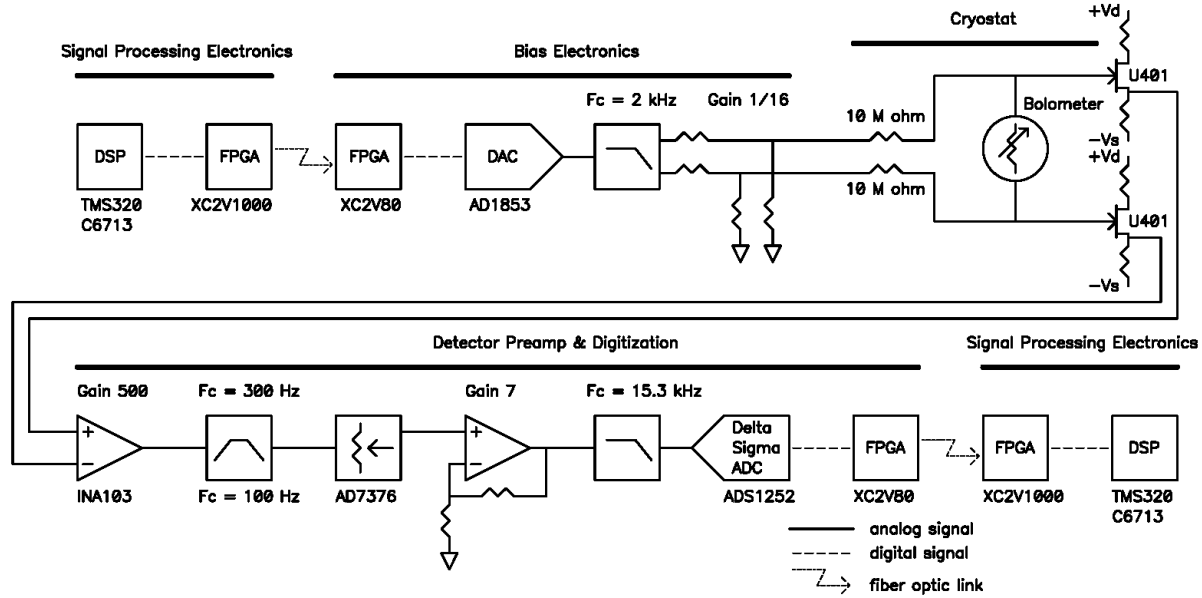 Signal Processing Electronics
Bias Electronics
Cryostat
+Vd
Fc = 2 kHz
Gain 1/16
10 M ohm
Bolometer
U401
-Vs
+Vd
DSP
FPGA
FPGA
DAC
10 M ohm
U401
-Vs
TMS320
C6713
XC2V1000
XC2V80
AD1853
Detector Preamp & Digitization
Signal Processing Electronics
Gain 500
Fc = 300 Hz
Gain 7
Fc = 15.3 kHz
+
-
+
-
Delta
Sigma
ADC
FPGA
FPGA
DSP
INA103
Fc = 100 Hz
AD7376
ADS1252
XC2V80
XC2V1000
TMS320
C6713
analog signal
digital signal
fiber optic link